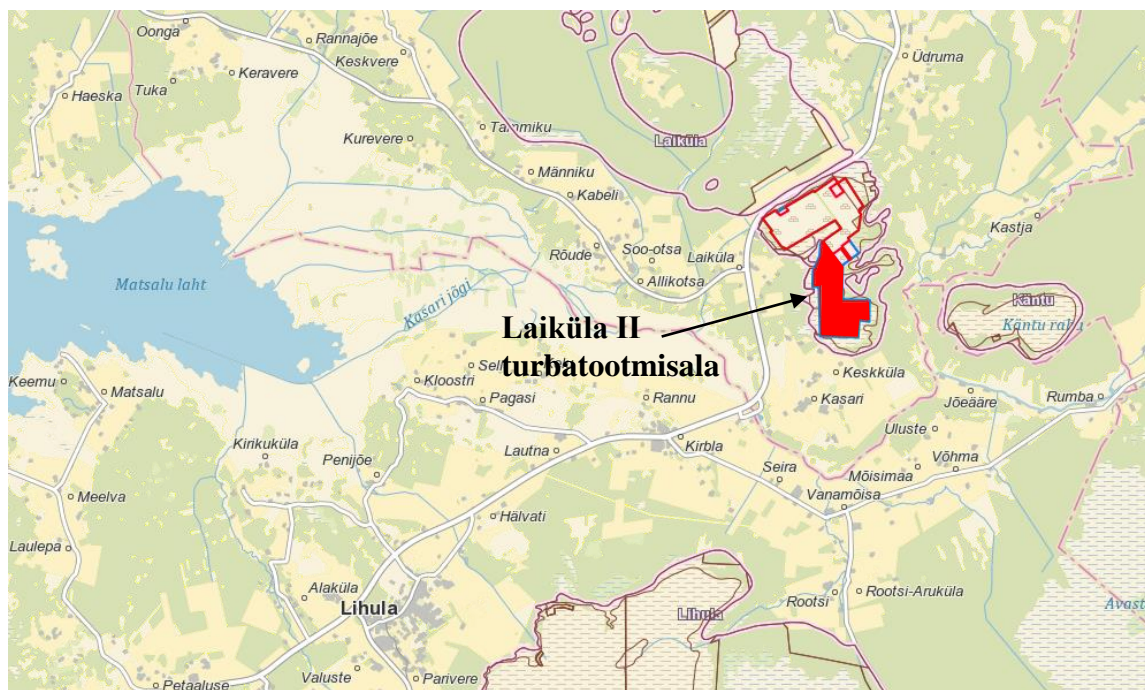 Oonga
Rannajõe
Keskvere
Üdruma
Keravere
Tuka
Haeska
Tammiku
Kurevere
Laiküla
Männiku
Kabeli
Kastja
Rõude
Soo-otsa
Laiküla
Allikotsa
Matsalu laht
Kasari jõgi
Käntu
Käntu raba
Laiküla II
turbatootmisala
Keemu
Matsalu
Kloostri
Pagasi
Rannu
Keskküla
Kasari
Jõeääre
Rumba
Uluste
Kirikuküla
Penijõe
Lautna
Kirbla
Seira
Mõisimaa
Võhma
Vanamõisa
Meelva
Hälvati
Laulepa
Alaküla
Lihula
Lihula
Rootsi
Rootsi-Aruküla
Avast
Petaaluse
Valuste
Parivere